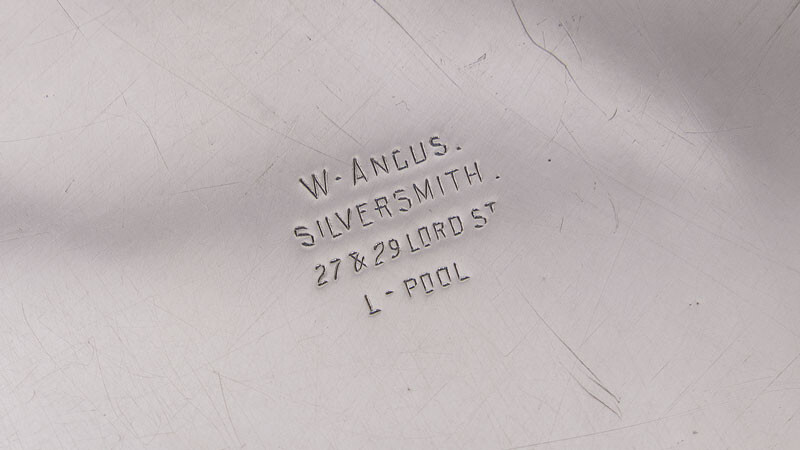 W-ANGUS.
SILVERSMITH.
27 & 29 LORD ST
L-POOL